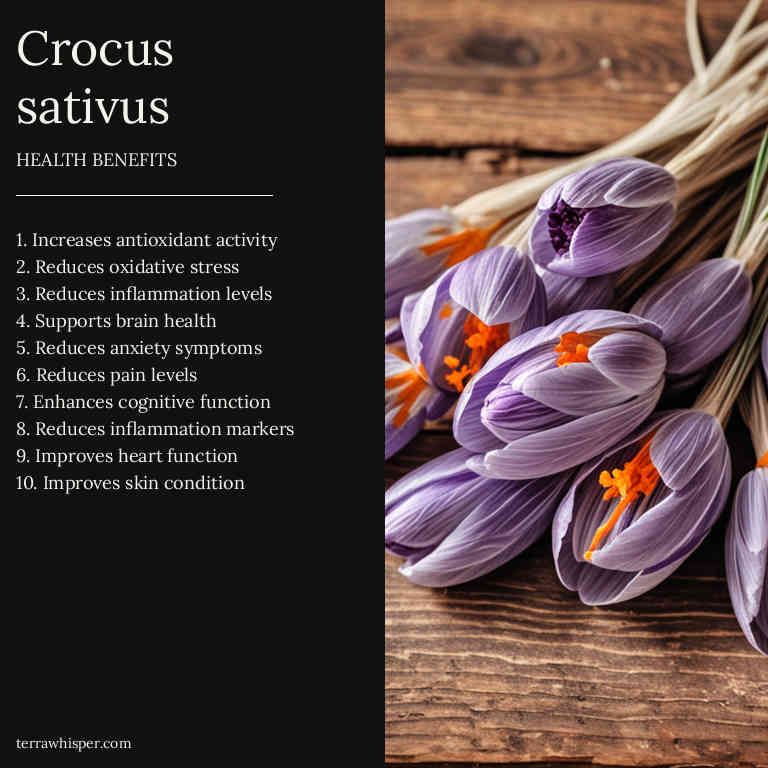 Crocus
sativus
HEALTH BENEFITS
1. Increases antioxidant activity
2. Reduces oxidative stress
3. Reduces inflammation levels
4. Supports brain health
5. Reduces anxiety symptoms
6. Reduces pain levels
7. Enhances cognitive function
8. Reduces inflammation markers
9. Improves heart function
10. Improves skin condition
terrawhisper.com